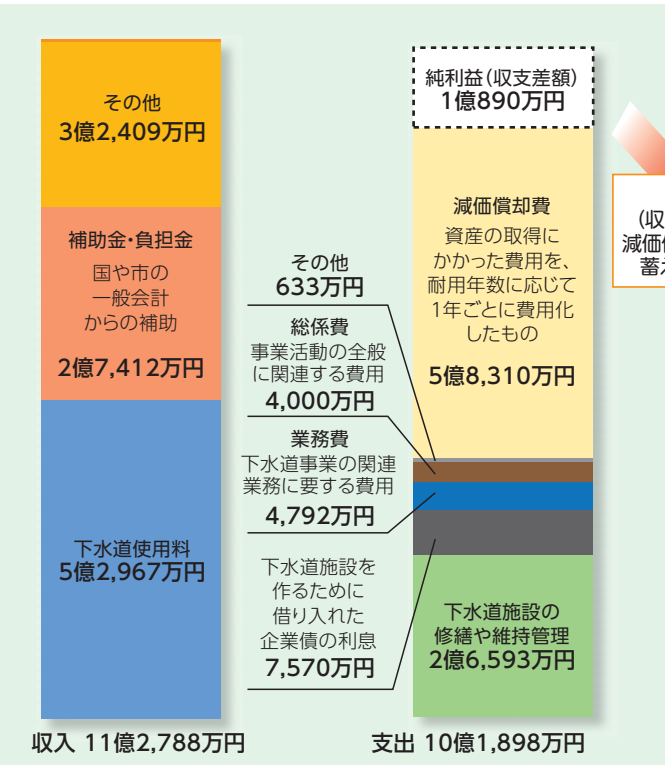 その他
3億2,409万円
補助金・負担金
国や市の
一般会計
からの補助
2億7,412万円
下水道使用料
5億2,967万円
収入 11億2,788万円
その他
633万円
総係費
事業活動の全般
に関連する費用
4,000万円
業務費
下水道事業の関連
業務に要する費用
4,792万円
下水道施設を
作るために
借り入れた
企業債の利息
7,570万円
純利益(収支差額)
1億890万円
減価償却費
資産の取得に
かかった費用を、
耐用年数に応じて
1年ごとに費用化
したもの
5億8,310万円
下水道施設の
修繕や維持管理
2億6,593万円
支出 10億1,898万円
(収
減価
蓄